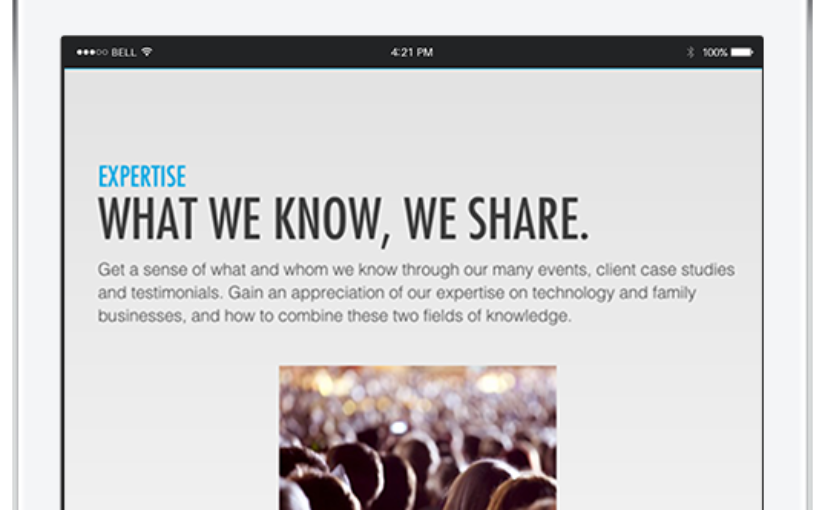 BELL 4:21 PM 100%
EXPERTISE
WHAT WE KNOW, WE SHARE.
Get a sense of what and whom we know through our many events, client case studies
and testimonials. Gain an appreciation of our expertise on technology and family
businesses, and how to combine these two fields of knowledge.